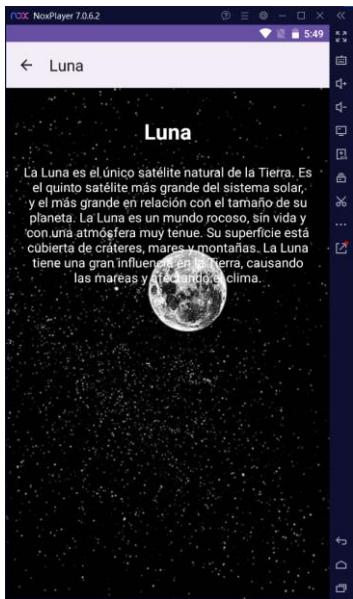 NOX NoxPlayer 7.0.6.2
5:49
Luna
Luna
La Luna es el único satélite natural de la Tierra. Es
el quinto satélite más grande del sistema solar,
y el más grande en relación con el tamaño de su
planeta. La Luna es un mundo rocoso, sin vida y
con una atmósfera muy tenue. Su superficie está
cubierta de cráteres, mares y montañas. La Luna
tiene una gran influencia en la Tierra, causando
las mareas y afectando el clima.